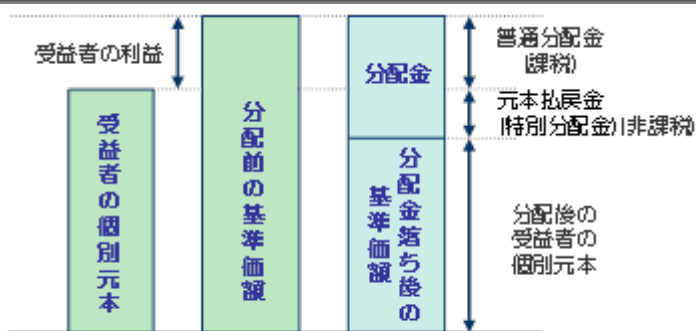 受益者の利益
受益者の個別元本
分配前の基準価額
分配金
分配金落ち後の
基準価額
普通分配金
(課税)
元本払戻金
(特別分配金)(非課税)
分配後の
受益者の
個別元本